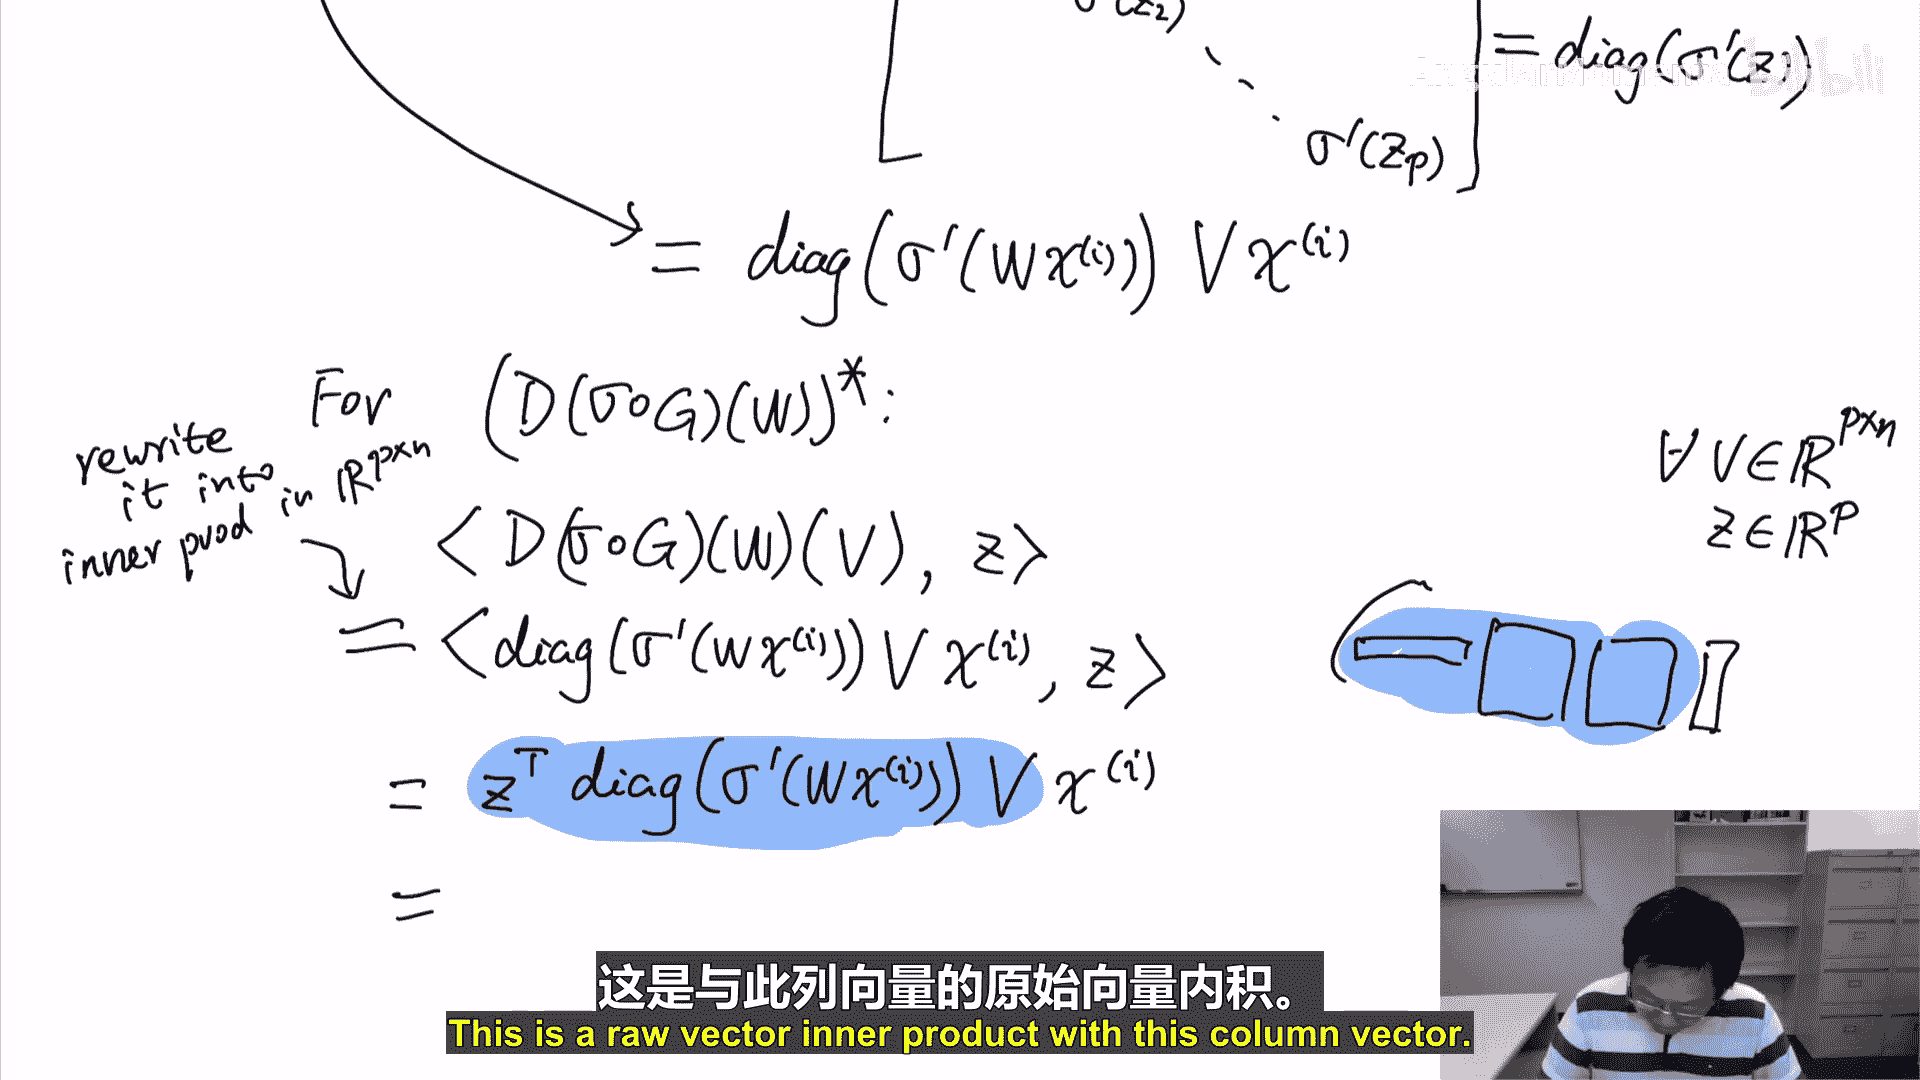 σ'(z₂)
= diag(σ'(z))
σ'(z_p)
= diag(σ'(Wx⁽ⁱ⁾) V x⁽ⁱ⁾
For (D(σ∘G)(W))* :
rewrite it into inner prod in ℝ^{p×n}
∀ V ∈ ℝ^{p×n}
z ∈ ℝ^p
< D(σ∘G)(W)(V), z >
= < diag(σ'(Wx⁽ⁱ⁾)) V x⁽ⁱ⁾, z >
= zᵀ diag(σ'(Wx⁽ⁱ⁾)) V x⁽ⁱ⁾
=
这是与此列向量的原始向量内积。
This is a raw vector inner product with this column vector.
bilibili